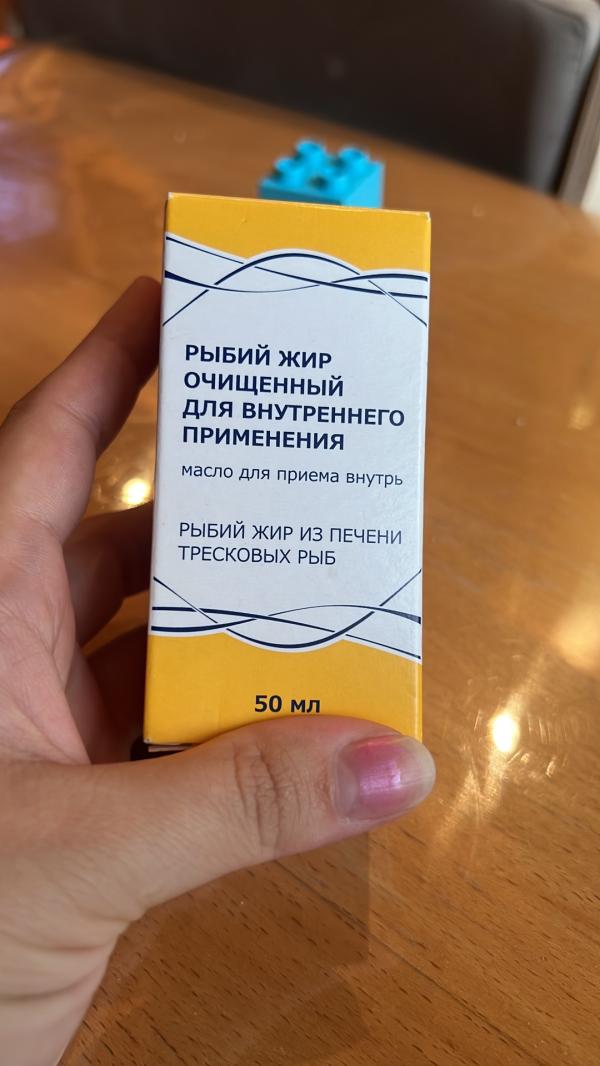 РЫБИЙ ЖИР
ОЧИЩЕННЫЙ
ДЛЯ ВНУТРЕННЕГО
ПРИМЕНЕНИЯ
масло для приема внутрь
РЫБИЙ ЖИР ИЗ ПЕЧЕНИ
ТРЕСКОВЫХ РЫБ
50 мл